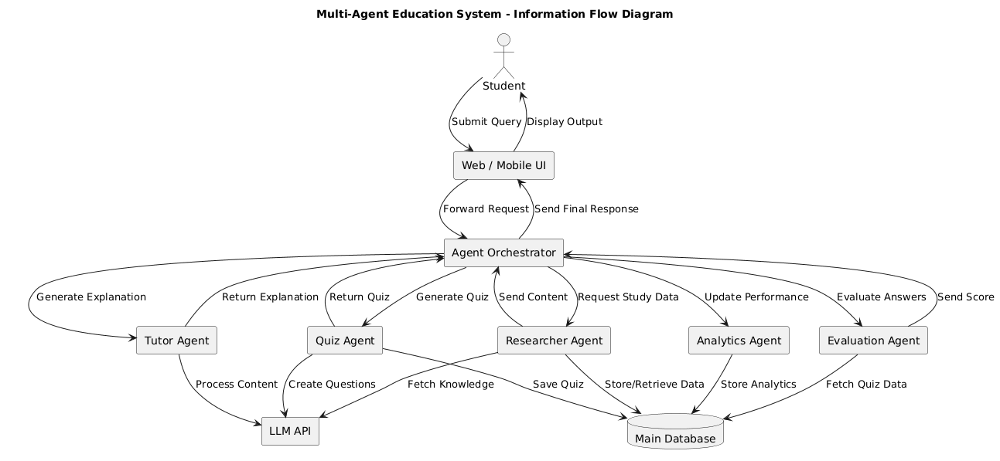 Multi-Agent Education System - Information Flow Diagram
Student
Submit Query
Display Output
Web / Mobile UI
Forward Request
Send Final Response
Agent Orchestrator
Generate Explanation
Return Explanation
Return Quiz
Generate Quiz
Send Content
Request Study Data
Update Performance
Evaluate Answers
Send Score
Tutor Agent
Quiz Agent
Researcher Agent
Analytics Agent
Evaluation Agent
Process Content
Create Questions
Fetch Knowledge
Save Quiz
Store/Retrieve Data
Store Analytics
Fetch Quiz Data
LLM API
Main Database